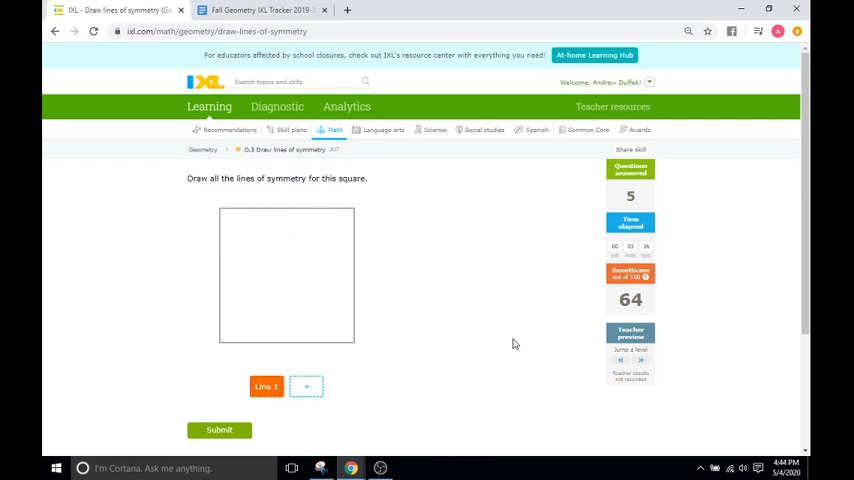 IXL - Draw lines of symmetry (Ge
Fall Geometry IXL Tracker 2019-2
ixl.com/math/geometry/draw-lines-of-symmetry
A
For educators affected by school closures, check out IXL's resource center with everything you need!
At-home Learning Hub
IXL
Search topics and skills
Welcome, Andrew Duffek!
Learning
Diagnostic
Analytics
Teacher resources
Recommendations
Skill plans
Math
Language arts
Science
Social studies
Spanish
Common Core
Awards
Geometry
O.3 Draw lines of symmetry
Share skill
Draw all the lines of symmetry for this square.
Questions
answered
5
Time
elapsed
00
03
36
HR
MIN
SEC
SmartScore
out of 100
64
Teacher
preview
Jump a level
Teacher results
not recorded
Line 1
+
Submit
I'm Cortana. Ask me anything.
4:44 PM
5/4/2020